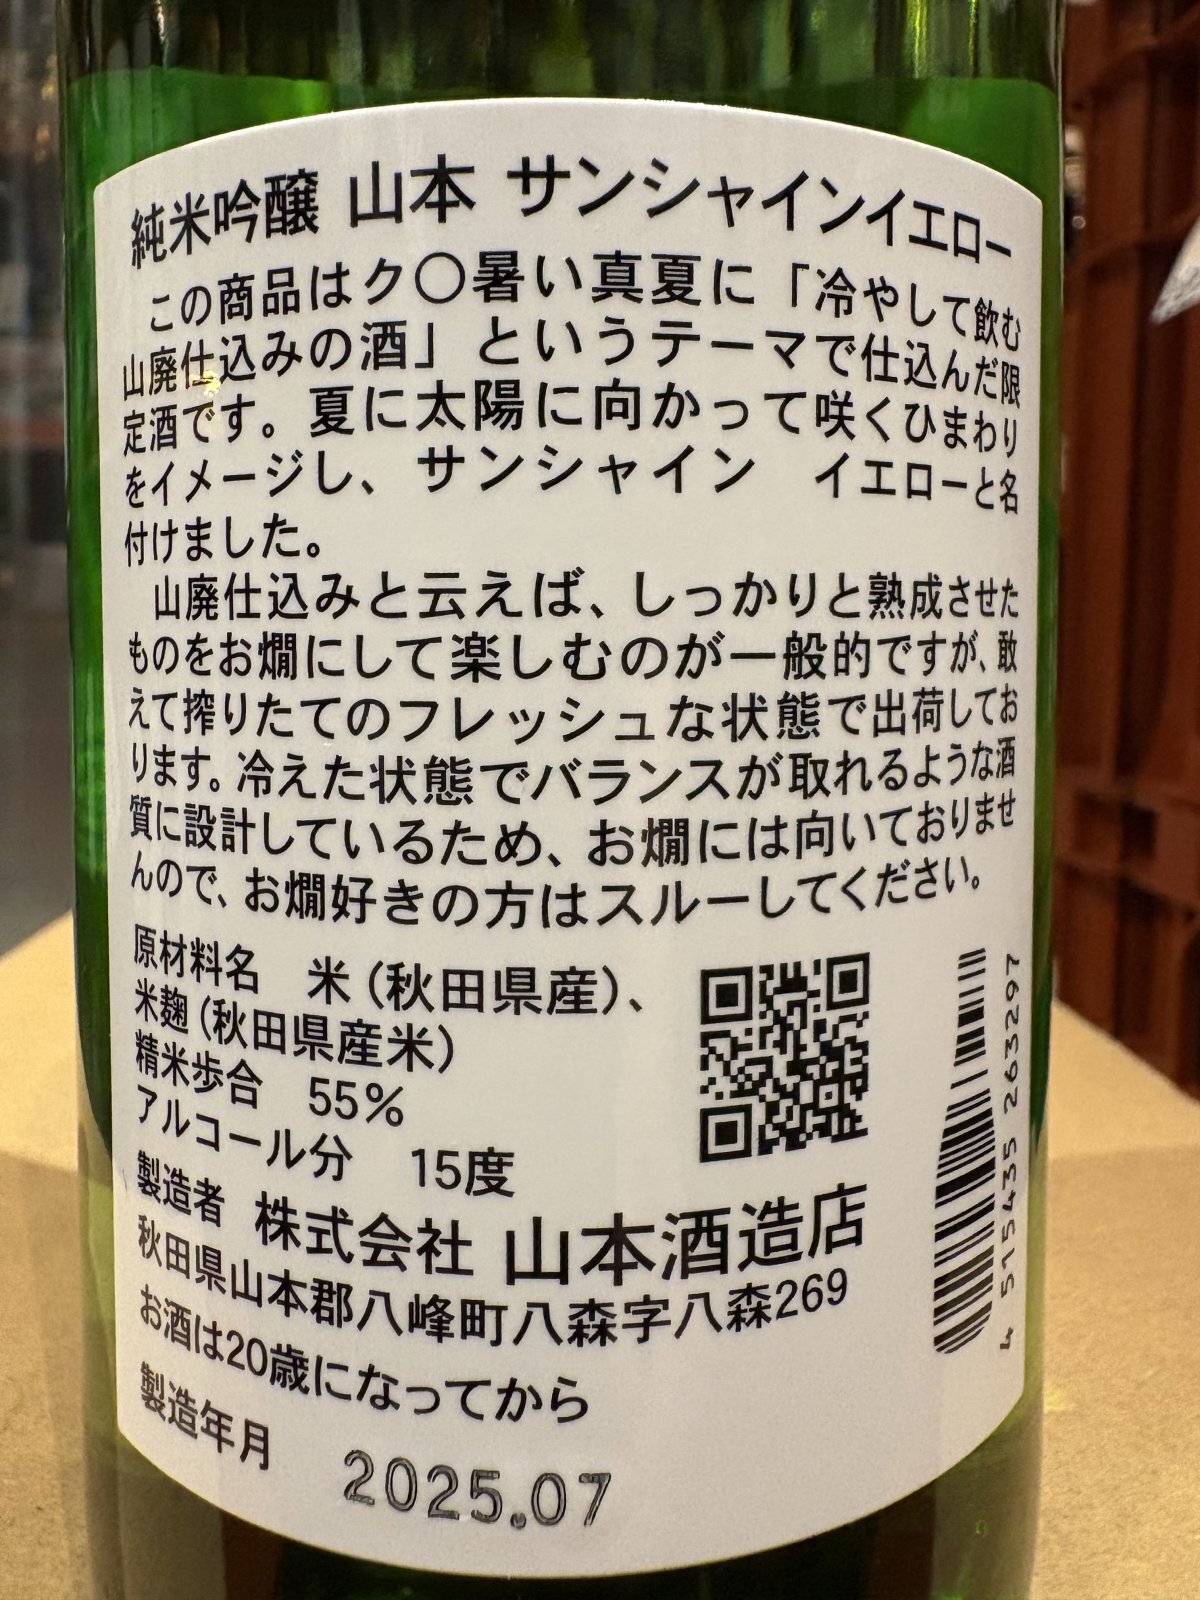 純米吟醸 山本 サンシャインイエロー
この商品はク〇暑い真夏に「冷やして飲む
山廃仕込みの酒」というテーマで仕込んだ限
定酒です。夏に太陽に向かって咲くひまわり
をイメージし、サンシャイン イエローと名
付けました。
山廃仕込みと云えば、しっかりと熟成させた
ものをお燗にして楽しむのが一般的ですが、敢
えて搾りたてのフレッシュな状態で出荷してお
ります。冷えた状態でバランスが取れるような酒
質に設計しているため、お燗には向いておりませ
んので、お燗好きの方はスルーしてください。
原材料名 米(秋田県産)、
米麹(秋田県産米)
精米歩合 55%
アルコール分 15度
製造者 株式会社 山本酒造店
秋田県山本郡八峰町八森字八森269
お酒は20歳になってから
製造年月 2025.07
4 515435 263297